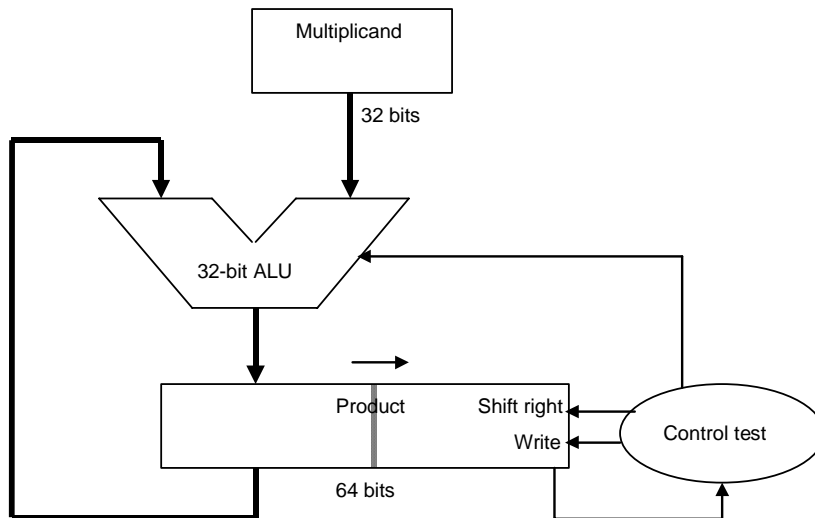 Multiplicand
32 bits
32-bit ALU
Product
Shift right
Write
Control test
64 bits